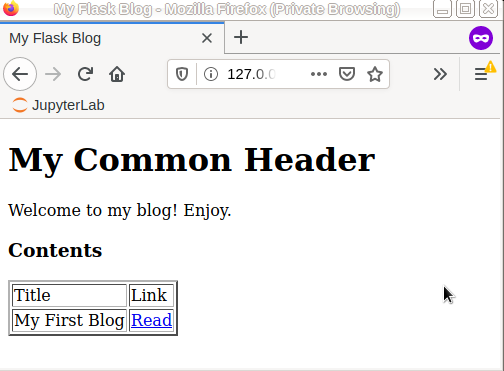 My Flask Blog - Mozilla Firefox (Private Browsing)
My Flask Blog
127.0.0
JupyterLab
My Common Header
Welcome to my blog! Enjoy.
Contents
Title Link
My First Blog Read